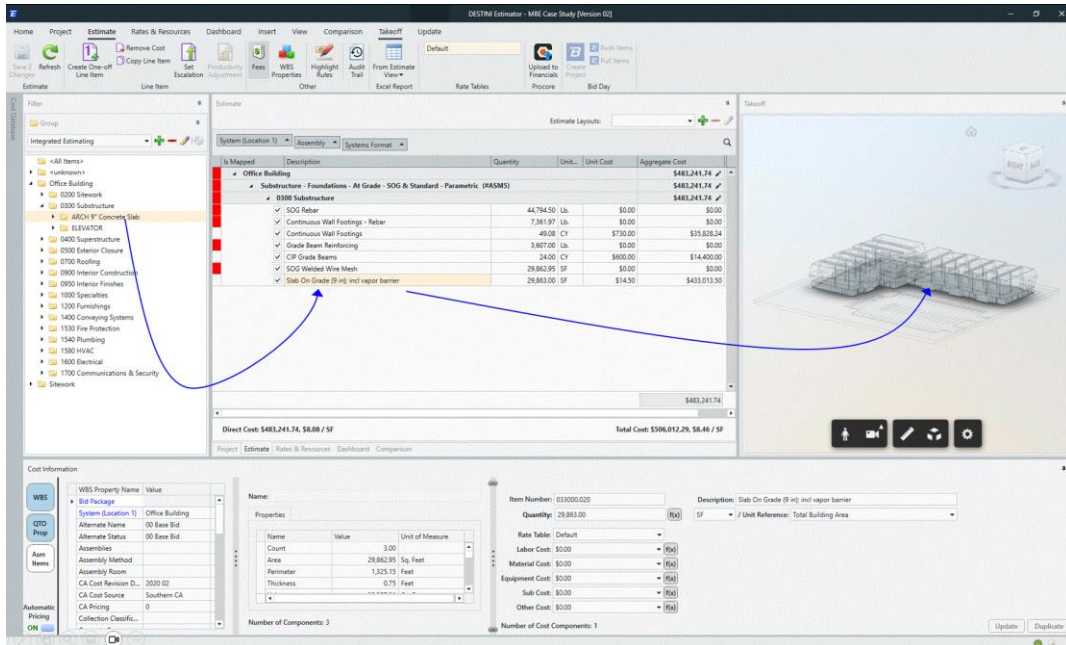 DESTINI Estimator - MBE Case Study [Version 02]
Home Project Estimate Rates & Resources Dashboard Insert View Comparison Takeoff Update
Save Changes
Refresh
Create One-off Line Item
Remove Cost
Copy Line Item
Set Escalation
Productivity Adjustment
Fees
WBS Properties
Highlight Rules
Audit Trail
From Estimate View
Default
Upload to Financials
Create Project
Push Items
Pull Items
Estimate Line Item Other Excel Report Rate Tables Procore Bid Day
Cost Database
Filter
Group
Integrated Estimating
<All Items>
<unknown>
Office Building
0200 Sitework
0300 Substructure
ARCH 9" Concrete Slab
ELEVATOR
0400 Superstructure
0500 Exterior Closure
0700 Roofing
0900 Interior Construction
0950 Interior Finishes
1000 Specialties
1200 Furnishings
1400 Conveying Systems
1530 Fire Protection
1540 Plumbing
1580 HVAC
1600 Electrical
1700 Communications & Security
Sitework
Estimate
Estimate Layouts:
System (Location 1) Assembly Systems Format
Is Mapped Description Quantity Unit... Unit Cost Aggregate Cost
Office Building $483,241.74
Substructure - Foundations - At Grade - SOG & Standard - Parametric (#ASM5) $483,241.74
0300 Substructure $483,241.74
SOG Rebar 44,794.50 Lb. $0.00 $0.00
Continuous Wall Footings - Rebar 7,361.97 Lb. $0.00 $0.00
Continuous Wall Footings 49.08 CY $730.00 $35,828.24
Grade Beam Reinforcing 3,607.00 Lb. $0.00 $0.00
CIP Grade Beams 24.00 CY $600.00 $14,400.00
SOG Welded Wire Mesh 29,862.95 SF $0.00 $0.00
Slab On Grade (9 in); incl vapor barrier 29,863.00 SF $14.50 $433,013.50
$483,241.74
Direct Cost: $483,241.74, $8.08 / SF Total Cost: $506,012.29, $8.46 / SF
Project Estimate Rates & Resources Dashboard Comparison
Takeoff
RIGHT
Cost Information
WBS
QTO Prop
Asm Items
Automatic Pricing
ON
WBS Property Name Value
Bid Package
System (Location 1) Office Building
Alternate Name 00 Base Bid
Alternate Status 00 Base Bid
Assemblies
Assembly Method
Assembly Room
CA Cost Revision D... 2020 02
CA Cost Source Southern CA
CA Pricing 0
Collection Classific...
Name:
Properties
Name Value Unit of Measure
Count 3.00
Area 29,862.95 Sq. Feet
Perimeter 1,325.15 Feet
Thickness 0.75 Feet
Number of Components: 3
Item Number: 033000.020 Description: Slab On Grade (9 in); incl vapor barrier
Quantity: 29,863.00 f(x) SF / Unit Reference: Total Building Area
Rate Table: Default
Labor Cost: $0.00 f(x)
Material Cost: $0.00 f(x)
Equipment Cost: $0.00 f(x)
Sub Cost: $0.00 f(x)
Other Cost: $0.00 f(x)
Number of Cost Components: 1
Update Duplicate